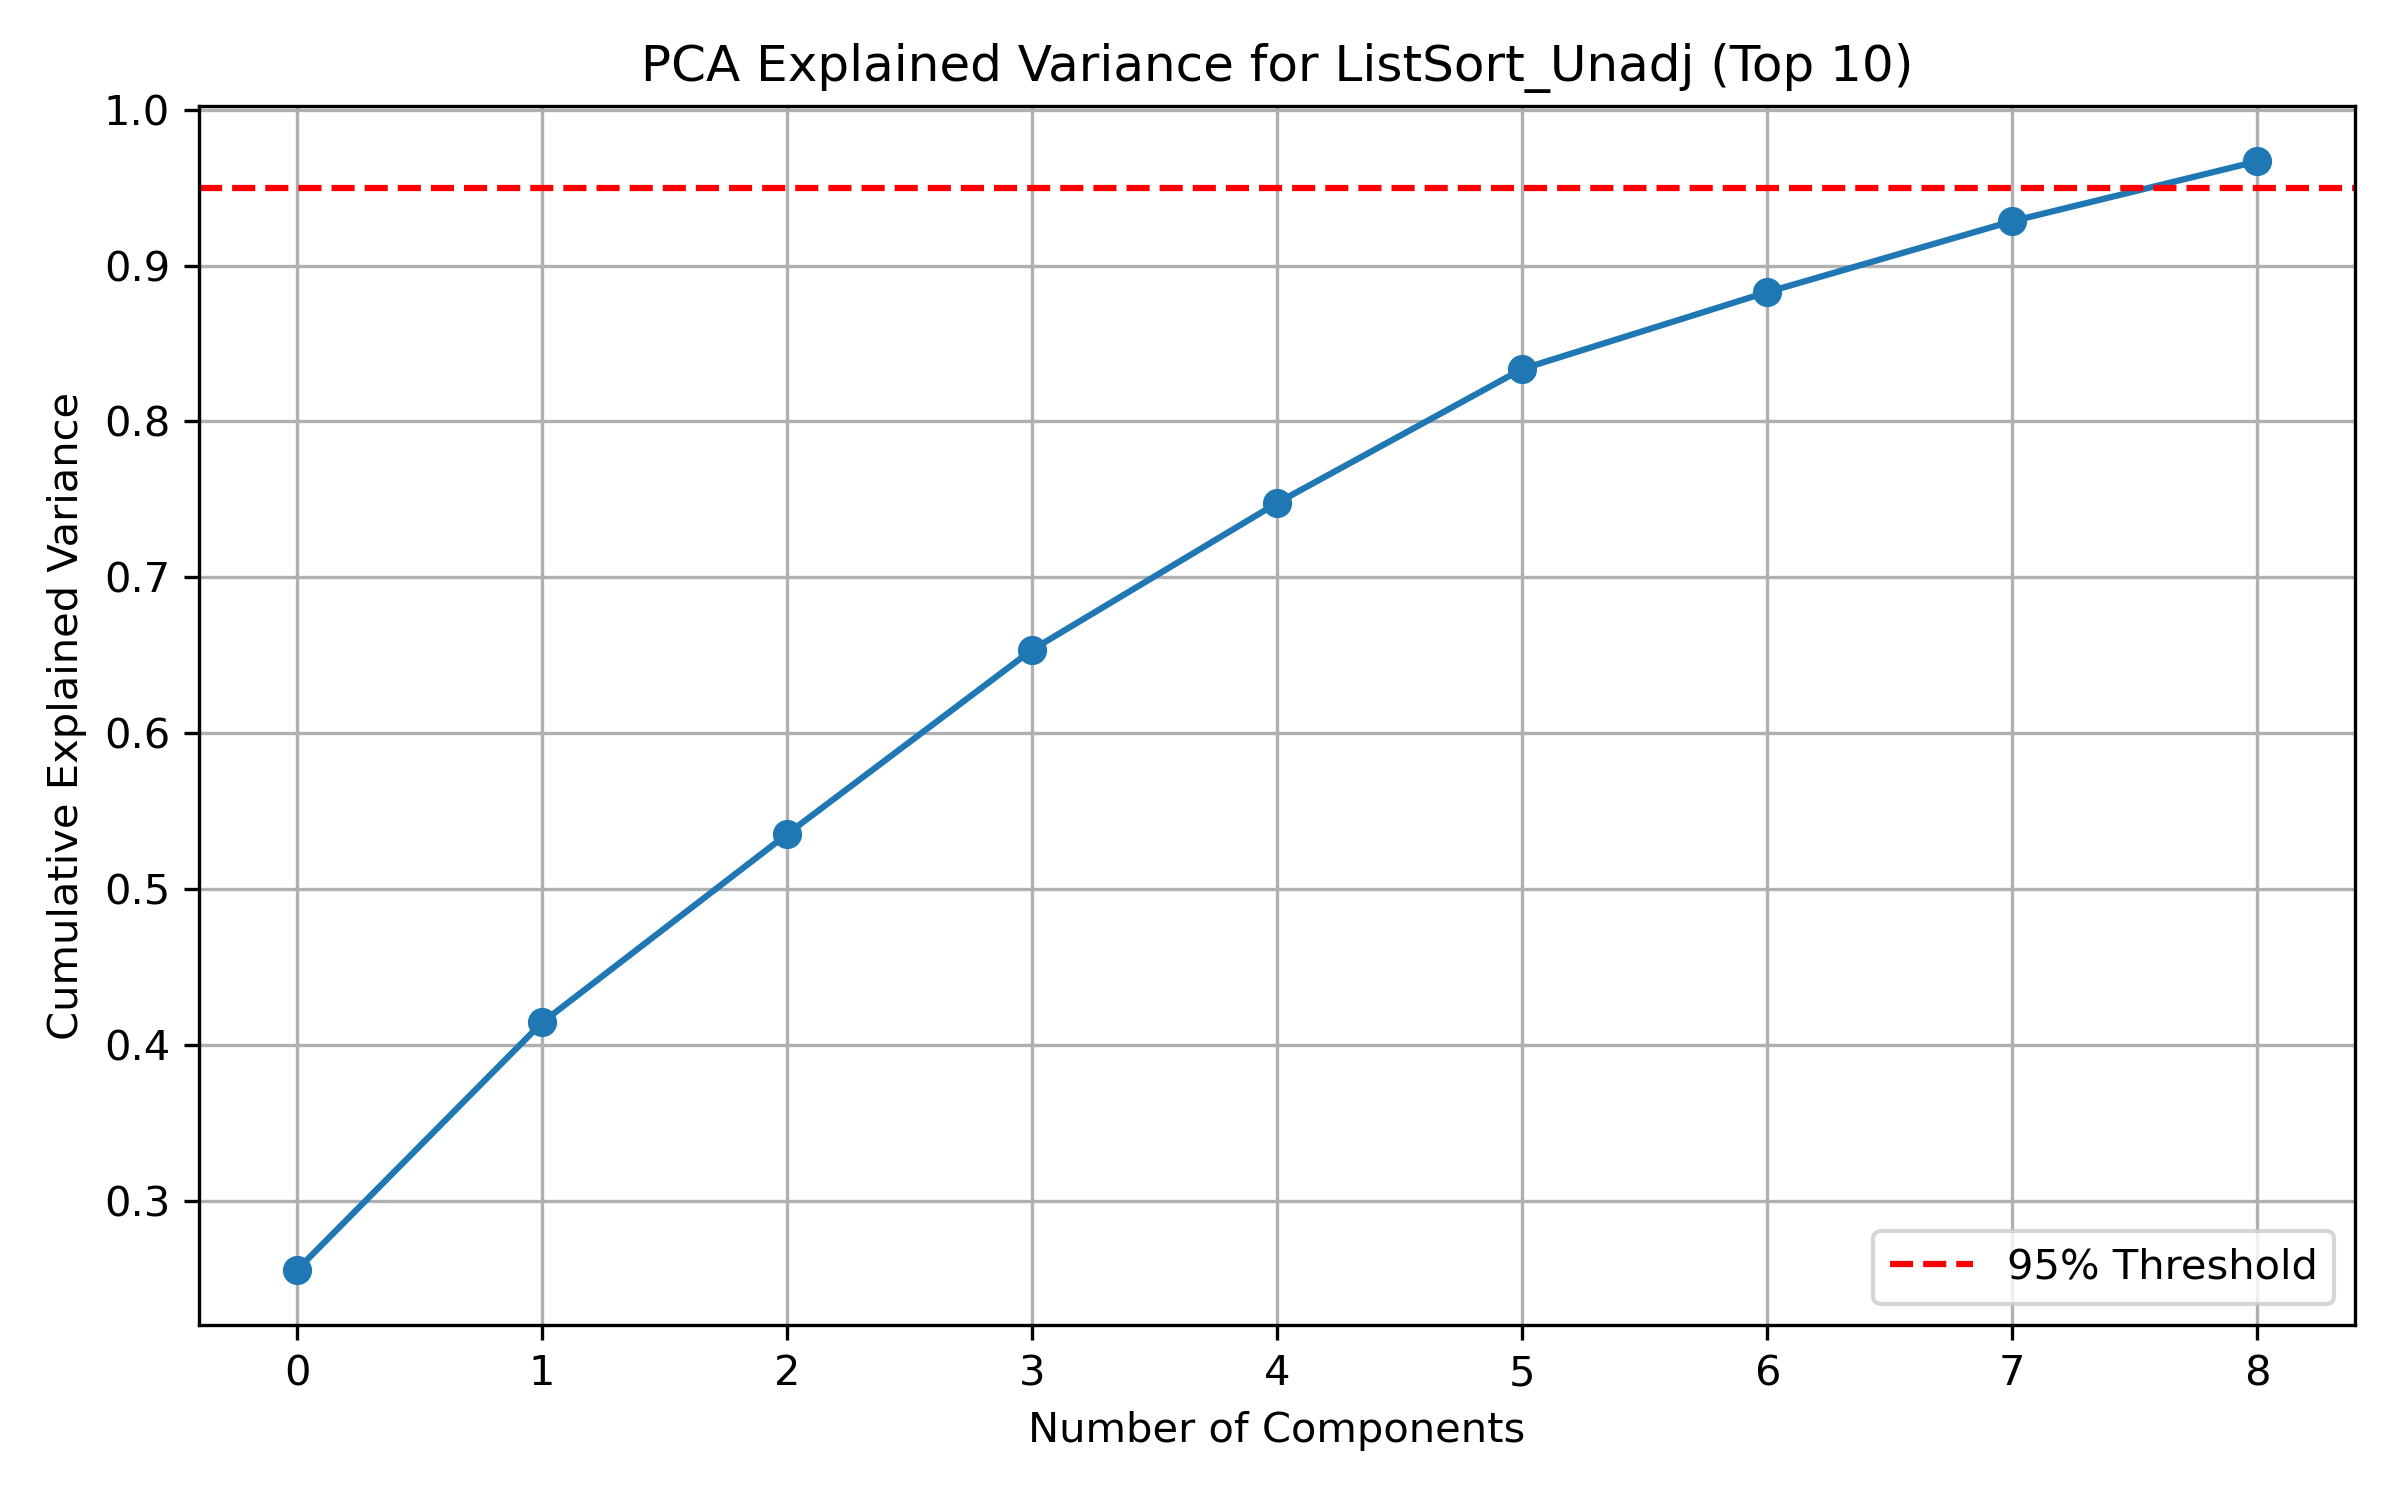 PCA Explained Variance for ListSort_Unadj (Top 10)
1.0
0.9
0.8
0.7
0.6
0.5
0.4
0.3
Cumulative Explained Variance
95% Threshold
0 1 2 3 4 5 6 7 8
Number of Components